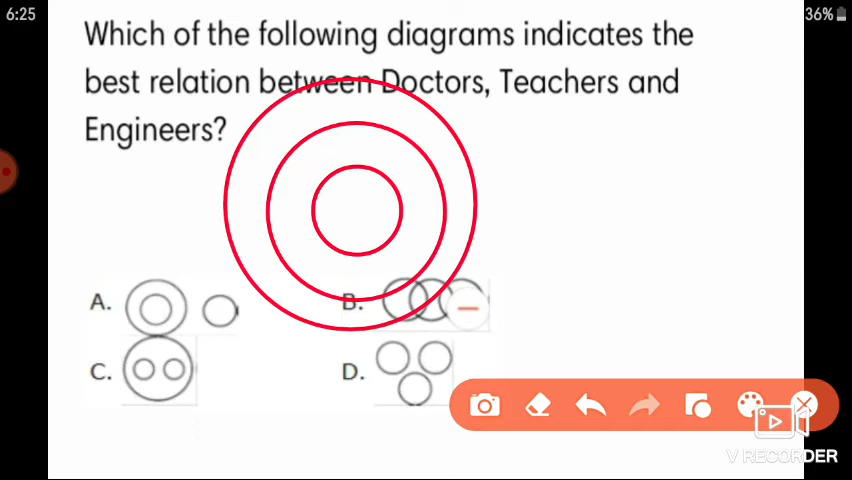 6:25
36%
Which of the following diagrams indicates the
best relation between Doctors, Teachers and
Engineers?
A.
B.
C.
D.
V RECORDER